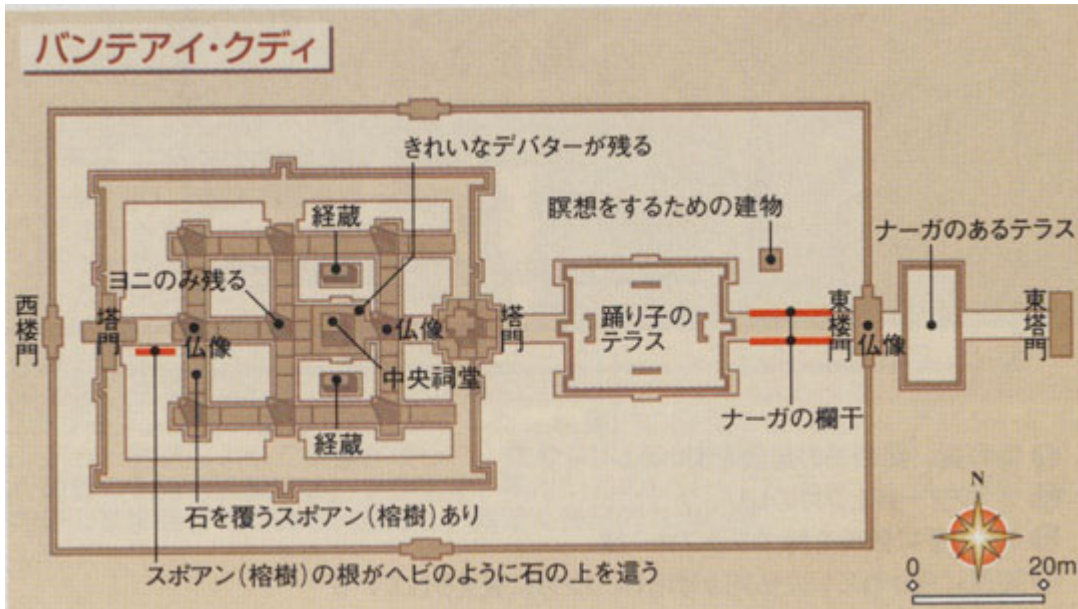 バンテアイ・クディ
きれいなデバターが残る
経蔵
瞑想をするための建物
ナーガのあるテラス
ヨニのみ残る
西楼門
塔門
仏像
仏像
塔門
踊り子の
テラス
東楼門
仏像
東塔門
中央祠堂
ナーガの欄干
経蔵
石を覆うスポアン(榕樹)あり
スポアン(榕樹)の根がヘビのように石の上を這う
N
0 20m